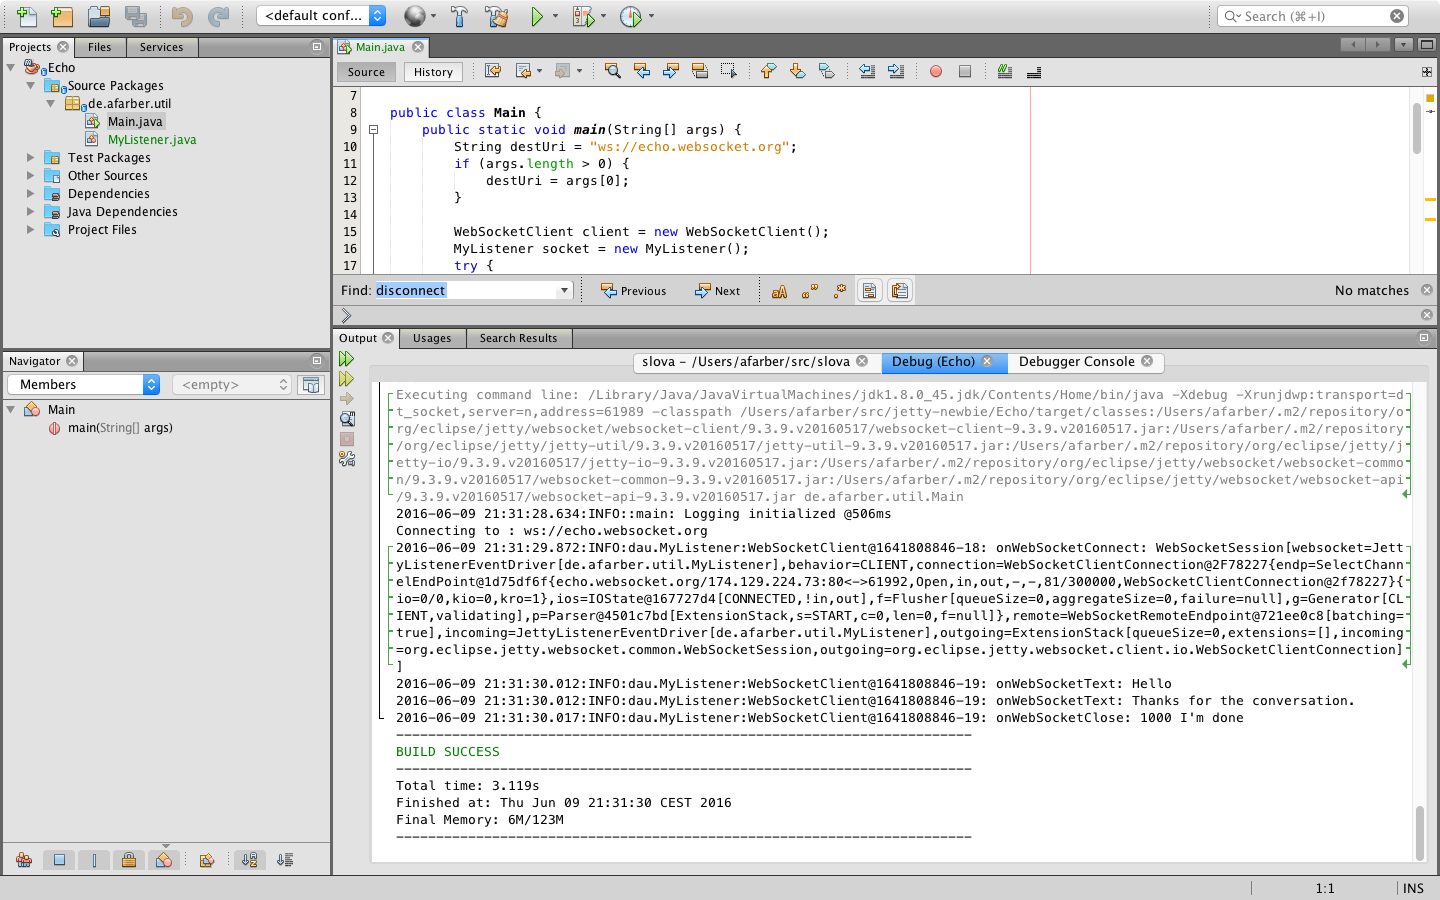 <default conf...
Search (⌘+I)
Projects
Files
Services
Echo
Source Packages
de.afarber.util
Main.java
MyListener.java
Test Packages
Other Sources
Dependencies
Java Dependencies
Project Files
Navigator
Members
<empty>
Main
main(String[] args)
Main.java
Source
History
7
8 public class Main {
9 public static void main(String[] args) {
10 String destUri = "ws://echo.websocket.org";
11 if (args.length > 0) {
12 destUri = args[0];
13 }
14
15 WebSocketClient client = new WebSocketClient();
16 MyListener socket = new MyListener();
17 try {
Find: disconnect
Previous
Next
No matches
Output
Usages
Search Results
slova – /Users/afarber/src/slova
Debug (Echo)
Debugger Console
Executing command line: /Library/Java/JavaVirtualMachines/jdk1.8.0_45.jdk/Contents/Home/bin/java -Xdebug -Xrunjdwp:transport=d
t_socket,server=n,address=61989 -classpath /Users/afarber/src/jetty-newbie/Echo/target/classes:/Users/afarber/.m2/repository/o
rg/eclipse/jetty/websocket/websocket-client/9.3.9.v20160517/websocket-client-9.3.9.v20160517.jar:/Users/afarber/.m2/repository
/org/eclipse/jetty/jetty-util/9.3.9.v20160517/jetty-util-9.3.9.v20160517.jar:/Users/afarber/.m2/repository/org/eclipse/jetty/j
etty-io/9.3.9.v20160517/jetty-io-9.3.9.v20160517.jar:/Users/afarber/.m2/repository/org/eclipse/jetty/websocket/websocket-commo
n/9.3.9.v20160517/websocket-common-9.3.9.v20160517.jar:/Users/afarber/.m2/repository/org/eclipse/jetty/websocket/websocket-api
/9.3.9.v20160517/websocket-api-9.3.9.v20160517.jar de.afarber.util.Main
2016-06-09 21:31:28.634:INFO::main: Logging initialized @506ms
Connecting to : ws://echo.websocket.org
2016-06-09 21:31:29.872:INFO:dau.MyListener:WebSocketClient@1641808846-18: onWebSocketConnect: WebSocketSession[websocket=Jett
yListenerEventDriver[de.afarber.util.MyListener],behavior=CLIENT,connection=WebSocketClientConnection@2F78227{endp=SelectChann
elEndPoint@1d75df6f{echo.websocket.org/174.129.224.73:80<->61992,Open,in,out,-,-,81/300000,WebSocketClientConnection@2f78227}{
io=0/0,kio=0,kro=1},ios=IOState@167727d4[CONNECTED,!in,out],f=Flusher[queueSize=0,aggregateSize=0,failure=null],g=Generator[CL
IENT,validating],p=Parser@4501c7bd[ExtensionStack,s=START,c=0,len=0,f=null]},remote=WebSocketRemoteEndpoint@721ee0c8[batching=
true],incoming=JettyListenerEventDriver[de.afarber.util.MyListener],outgoing=ExtensionStack[queueSize=0,extensions=[],incoming
=org.eclipse.jetty.websocket.common.WebSocketSession,outgoing=org.eclipse.jetty.websocket.client.io.WebSocketClientConnection]
]
2016-06-09 21:31:30.012:INFO:dau.MyListener:WebSocketClient@1641808846-19: onWebSocketText: Hello
2016-06-09 21:31:30.012:INFO:dau.MyListener:WebSocketClient@1641808846-19: onWebSocketText: Thanks for the conversation.
2016-06-09 21:31:30.017:INFO:dau.MyListener:WebSocketClient@1641808846-19: onWebSocketClose: 1000 I'm done
------------------------------------------------------------------------
BUILD SUCCESS
------------------------------------------------------------------------
Total time: 3.119s
Finished at: Thu Jun 09 21:31:30 CEST 2016
Final Memory: 6M/123M
------------------------------------------------------------------------
1:1
INS